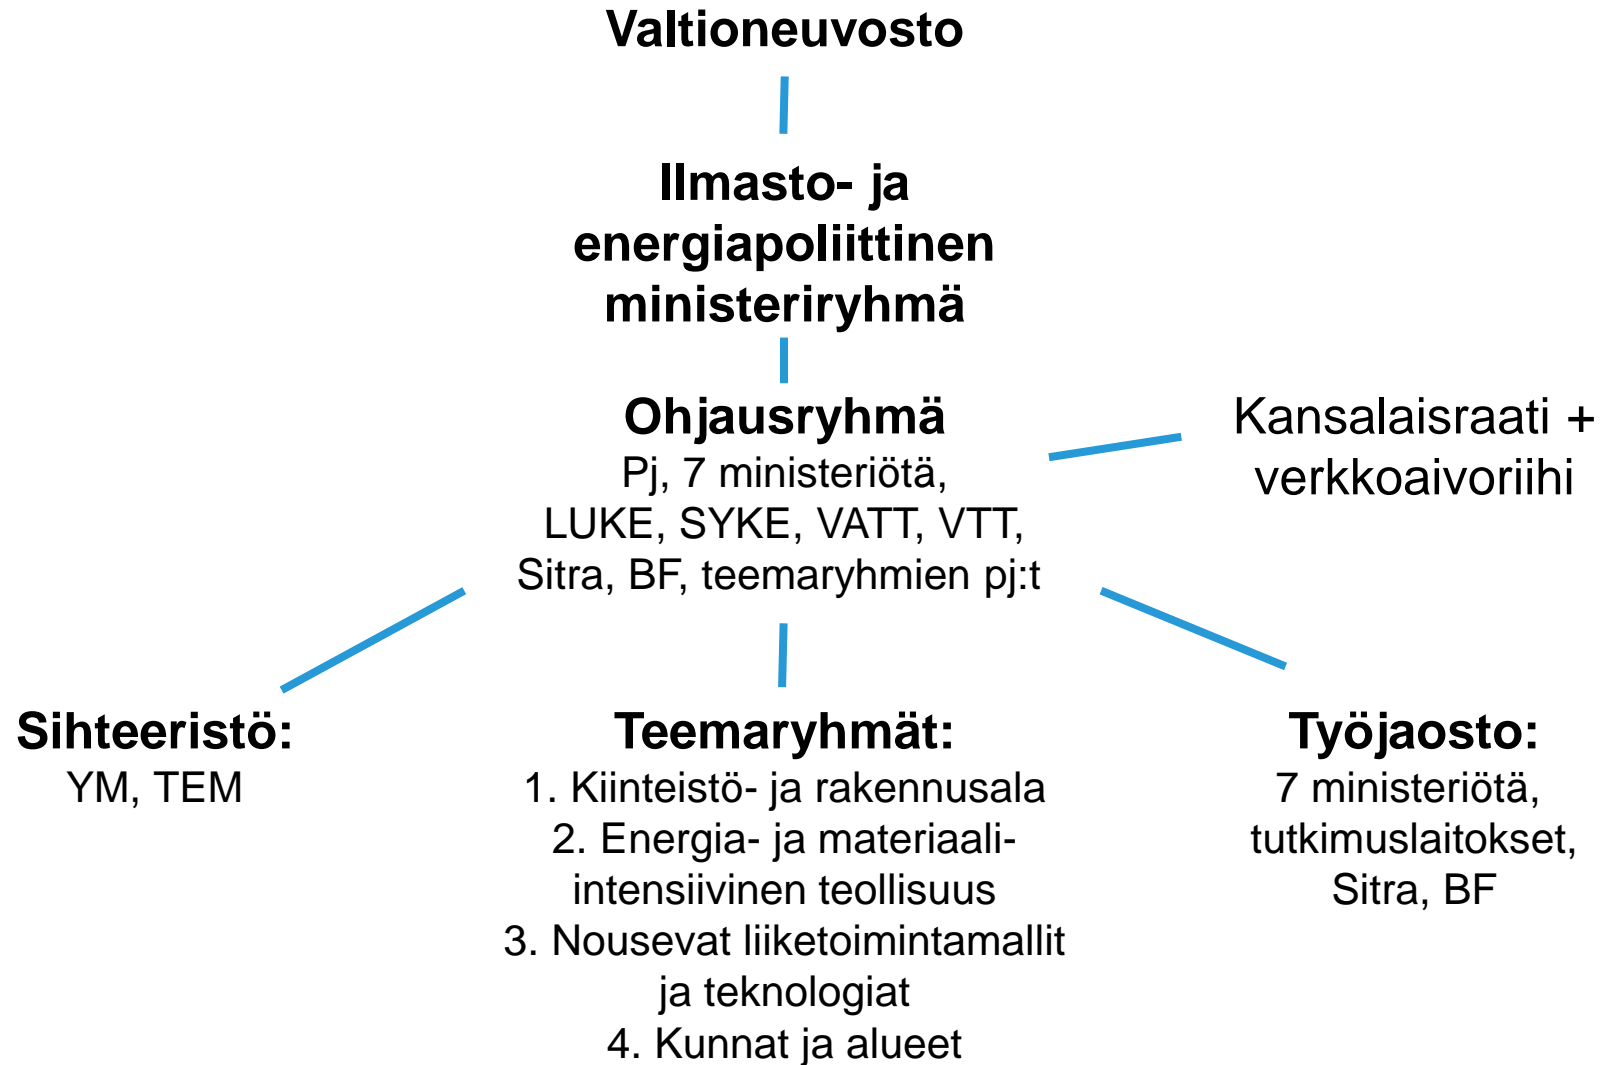 Valtioneuvosto
Ilmasto- ja
energiapoliittinen
ministeriryhmä
Ohjausryhmä
Pj, 7 ministeriötä,
LUKE, SYKE, VATT, VTT,
Sitra, BF, teemaryhmien pj:t
Kansalaisraati +
verkkoaivoriihi
Sihteeristö:
YM, TEM
Teemaryhmät:
1. Kiinteistö- ja rakennusala
2. Energia- ja materiaali-
intensiivinen teollisuus
3. Nousevat liiketoimintamallit
ja teknologiat
4. Kunnat ja alueet
Työjaosto:
7 ministeriötä,
tutkimuslaitokset,
Sitra, BF